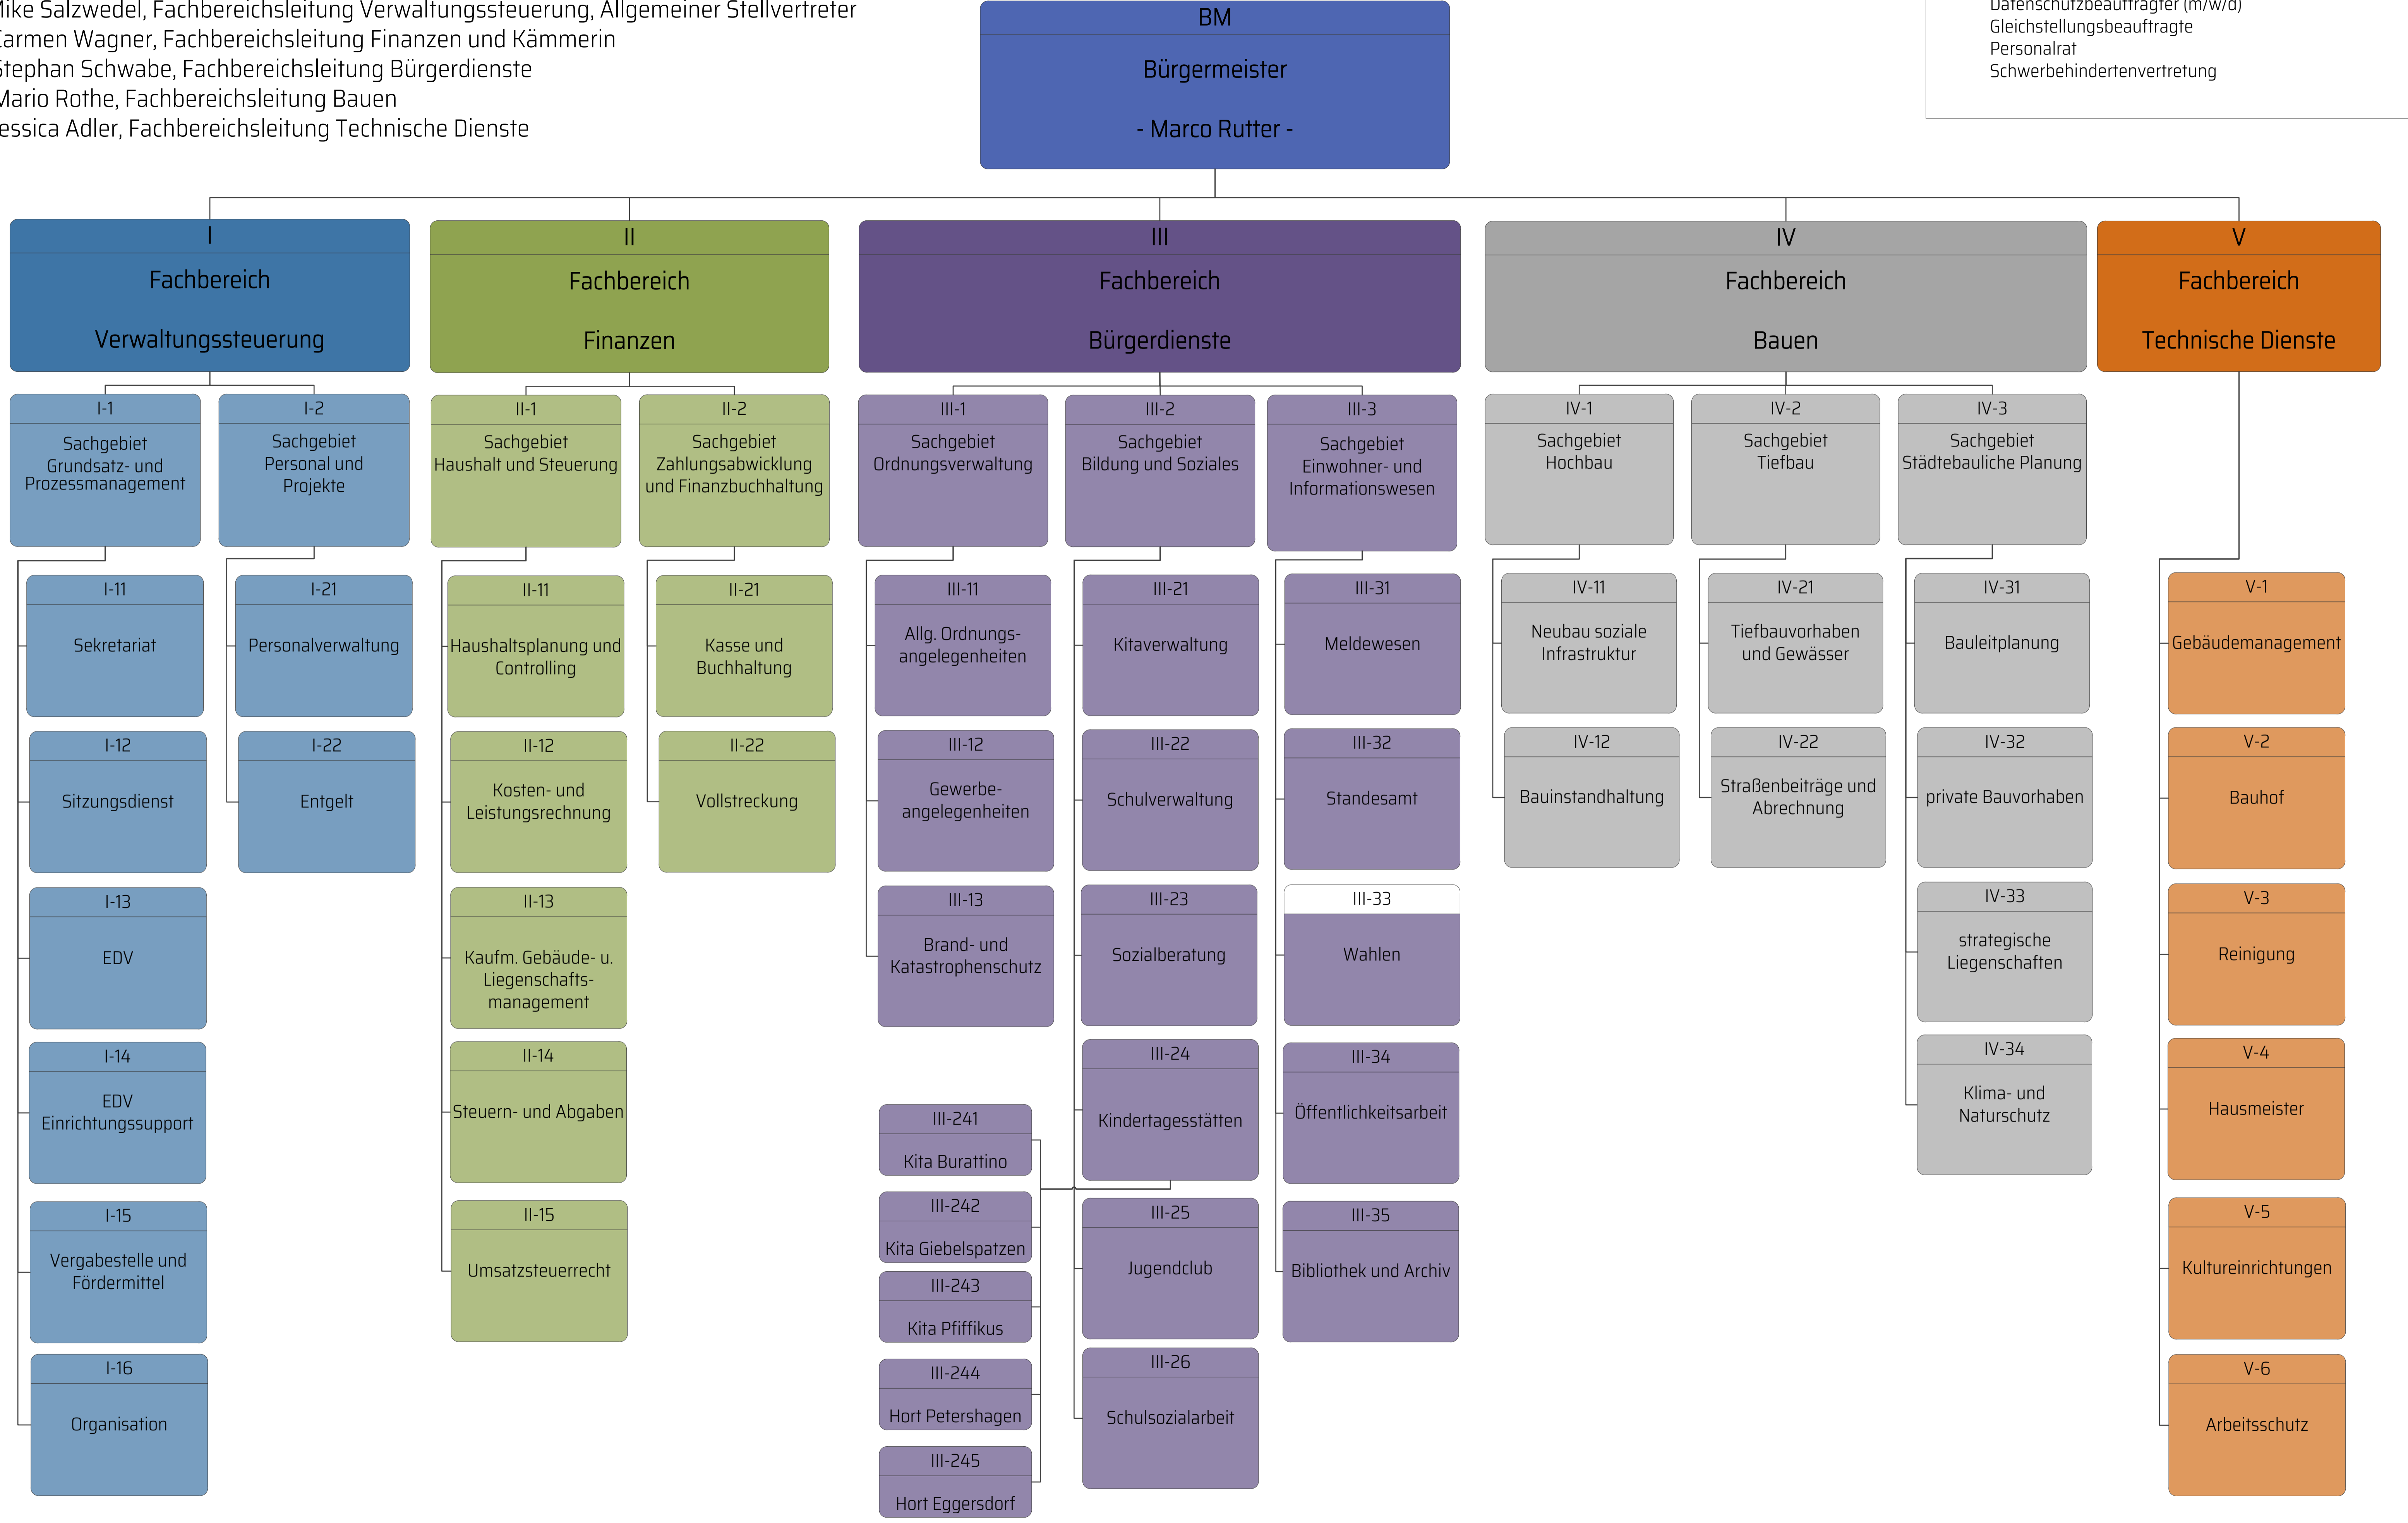 Mike Salzwedel, Fachbereichsleitung Verwaltungssteuerung, Allgemeiner Stellvertreter
Carmen Wagner, Fachbereichsleitung Finanzen und Kämmerin
Stephan Schwabe, Fachbereichsleitung Bürgerdienste
Mario Rothe, Fachbereichsleitung Bauen
Jessica Adler, Fachbereichsleitung Technische Dienste
BM
Bürgermeister
- Marco Rutter -
Datenschutzbeauftragter (m/w/d)
Gleichstellungsbeauftragte
Personalrat
Schwerbehindertenvertretung
I
Fachbereich
Verwaltungssteuerung
II
Fachbereich
Finanzen
III
Fachbereich
Bürgerdienste
IV
Fachbereich
Bauen
V
Fachbereich
Technische Dienste
I-1
Sachgebiet
Grundsatz- und
Prozessmanagement
I-2
Sachgebiet
Personal und
Projekte
II-1
Sachgebiet
Haushalt und Steuerung
II-2
Sachgebiet
Zahlungsabwicklung
und Finanzbuchhaltung
III-1
Sachgebiet
Ordnungsverwaltung
III-2
Sachgebiet
Bildung und Soziales
III-3
Sachgebiet
Einwohner- und
Informationswesen
IV-1
Sachgebiet
Hochbau
IV-2
Sachgebiet
Tiefbau
IV-3
Sachgebiet
Städtebauliche Planung
I-11
Sekretariat
I-12
Sitzungsdienst
I-13
EDV
I-14
EDV
Einrichtungssupport
I-15
Vergabestelle und
Fördermittel
I-16
Organisation
I-21
Personalverwaltung
I-22
Entgelt
II-11
Haushaltsplanung und
Controlling
II-12
Kosten- und
Leistungsrechnung
II-13
Kaufm. Gebäude- u.
Liegenschafts-
management
II-14
Steuern- und Abgaben
II-15
Umsatzsteuerrecht
II-21
Kasse und
Buchhaltung
II-22
Vollstreckung
III-11
Allg. Ordnungs-
angelegenheiten
III-12
Gewerbe-
angelegenheiten
III-13
Brand- und
Katastrophenschutz
III-21
Kitaverwaltung
III-22
Schulverwaltung
III-23
Sozialberatung
III-24
Kindertagesstätten
III-241
Kita Burattino
III-242
Kita Giebelspatzen
III-243
Kita Pfiffikus
III-244
Hort Petershagen
III-245
Hort Eggersdorf
III-25
Jugendclub
III-26
Schulsozialarbeit
III-31
Meldewesen
III-32
Standesamt
III-33
Wahlen
III-34
Öffentlichkeitsarbeit
III-35
Bibliothek und Archiv
IV-11
Neubau soziale
Infrastruktur
IV-12
Bauinstandhaltung
IV-21
Tiefbauvorhaben
und Gewässer
IV-22
Straßenbeiträge und
Abrechnung
IV-31
Bauleitplanung
IV-32
private Bauvorhaben
IV-33
strategische
Liegenschaften
IV-34
Klima- und
Naturschutz
V-1
Gebäudemanagement
V-2
Bauhof
V-3
Reinigung
V-4
Hausmeister
V-5
Kultureinrichtungen
V-6
Arbeitsschutz